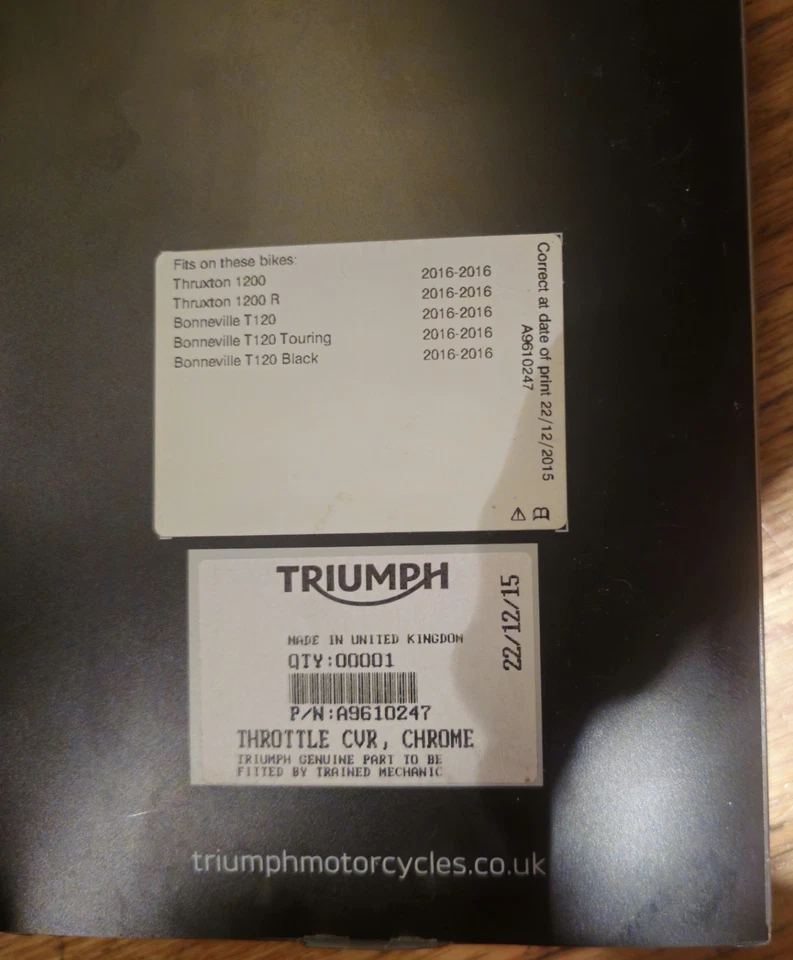 Fits on these bikes:
Thruxton 1200 2016-2016
Thruxton 1200 R 2016-2016
Bonneville T120 2016-2016
Bonneville T120 Touring 2016-2016
Bonneville T120 Black 2016-2016
Correct at date of print 22/12/2015
A9610247
TRIUMPH
22/12/15
MADE IN UNITED KINGDOM
QTY:00001
P/N:A9610247
THROTTLE CVR, CHROME
TRIUMPH GENUINE PART TO BE
FITTED BY TRAINED MECHANIC
triumphmotorcycles.co.uk